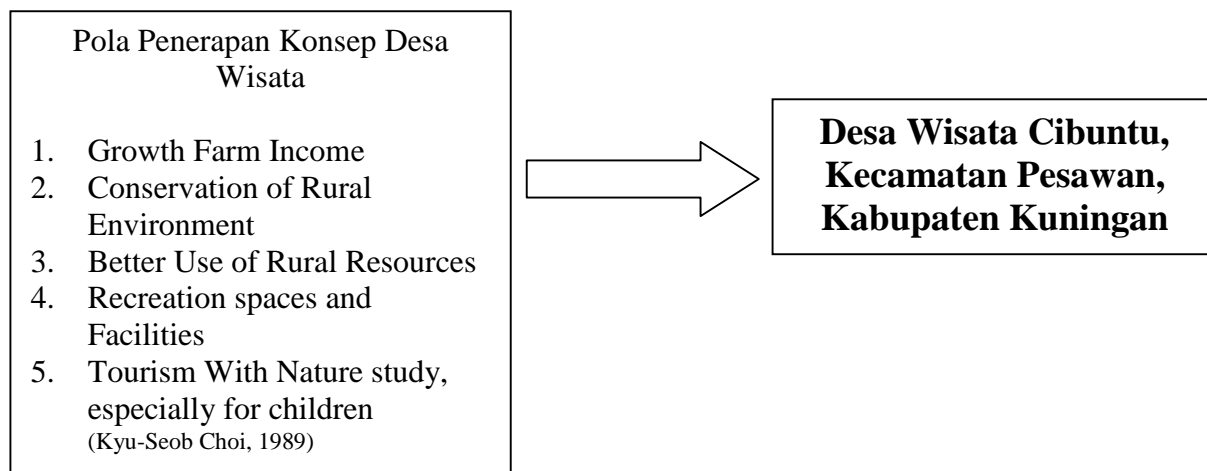 Pola Penerapan Konsep Desa
Wisata
1. Growth Farm Income
2. Conservation of Rural
Environment
3. Better Use of Rural Resources
4. Recreation spaces and
Facilities
5. Tourism With Nature study,
especially for children
(Kyu-Seob Choi, 1989)
Desa Wisata Cibuntu,
Kecamatan Pesawan,
Kabupaten Kuningan